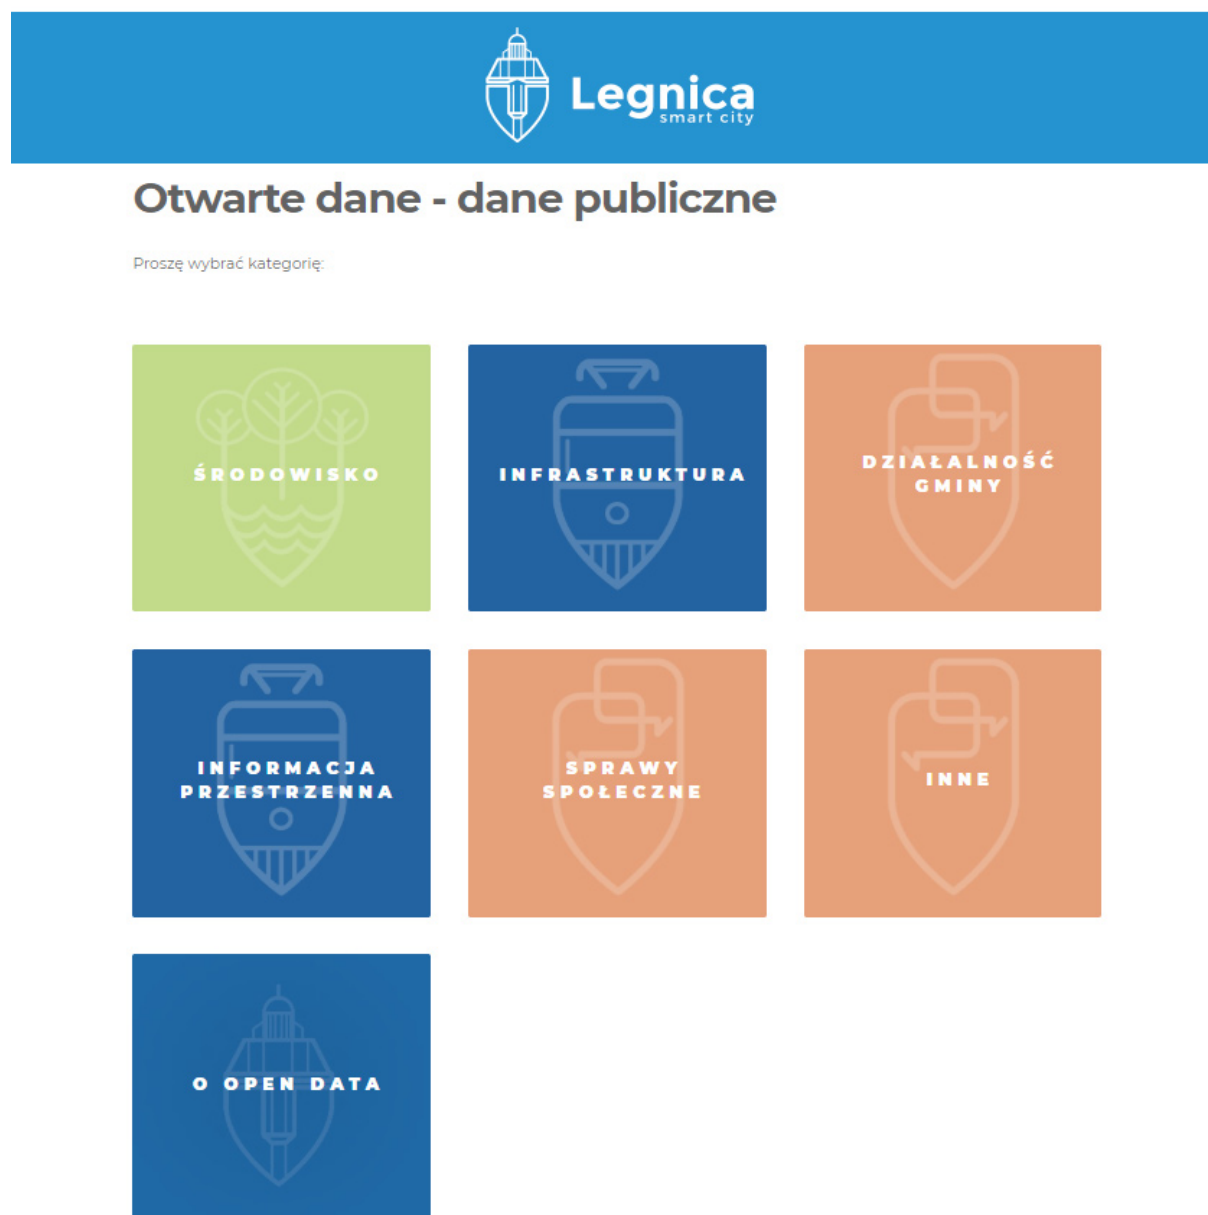 Legnica
smart city
Otwarte dane - dane publiczne
Proszę wybrać kategorię:
ŚRODOWISKO
INFRASTRUKTURA
DZIAŁALNOŚĆ
GMINY
INFORMACJA
PRZESTRZENNA
SPRAWY
SPOŁECZNE
INNE
O OPEN DATA